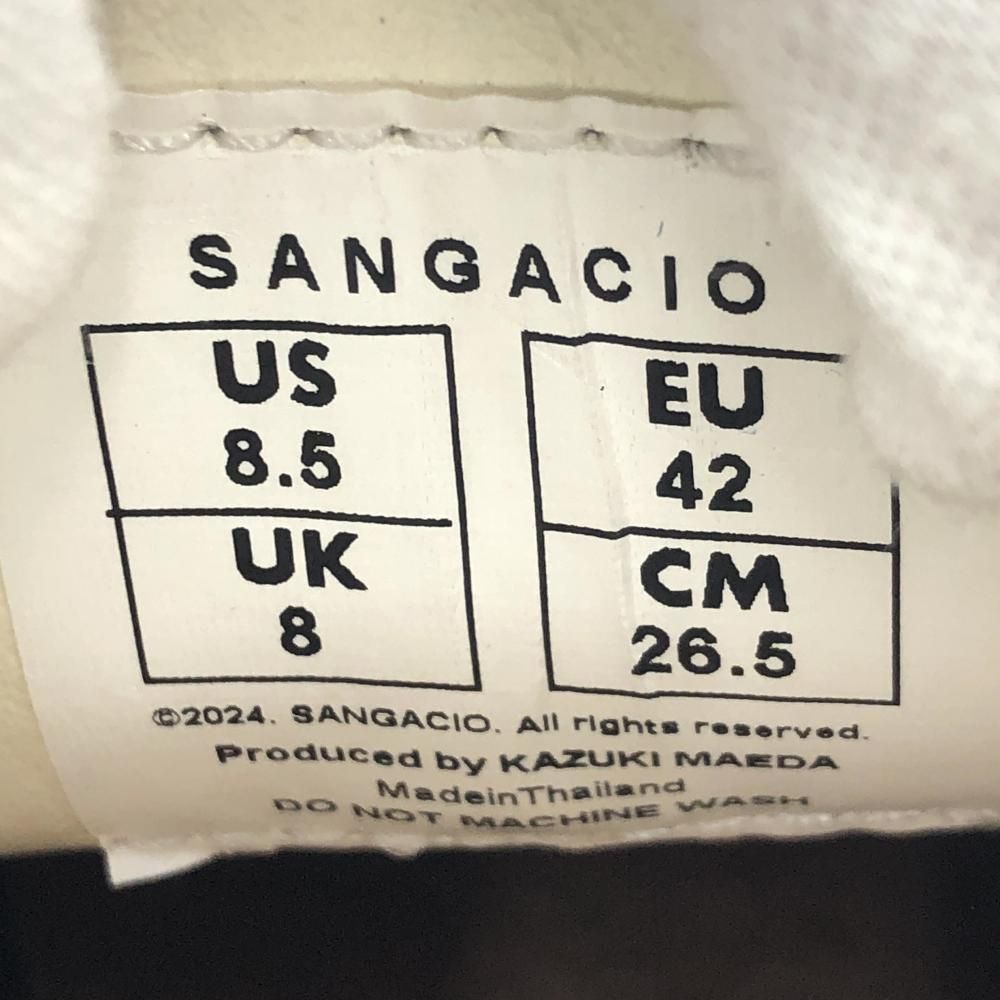 SANGACIO
US
8.5
UK
8
EU
42
CM
26.5
©2024. SANGACIO. All rights reserved.
Produced by KAZUKI MAEDA
MadeinThailand
DO NOT MACHINE WASH